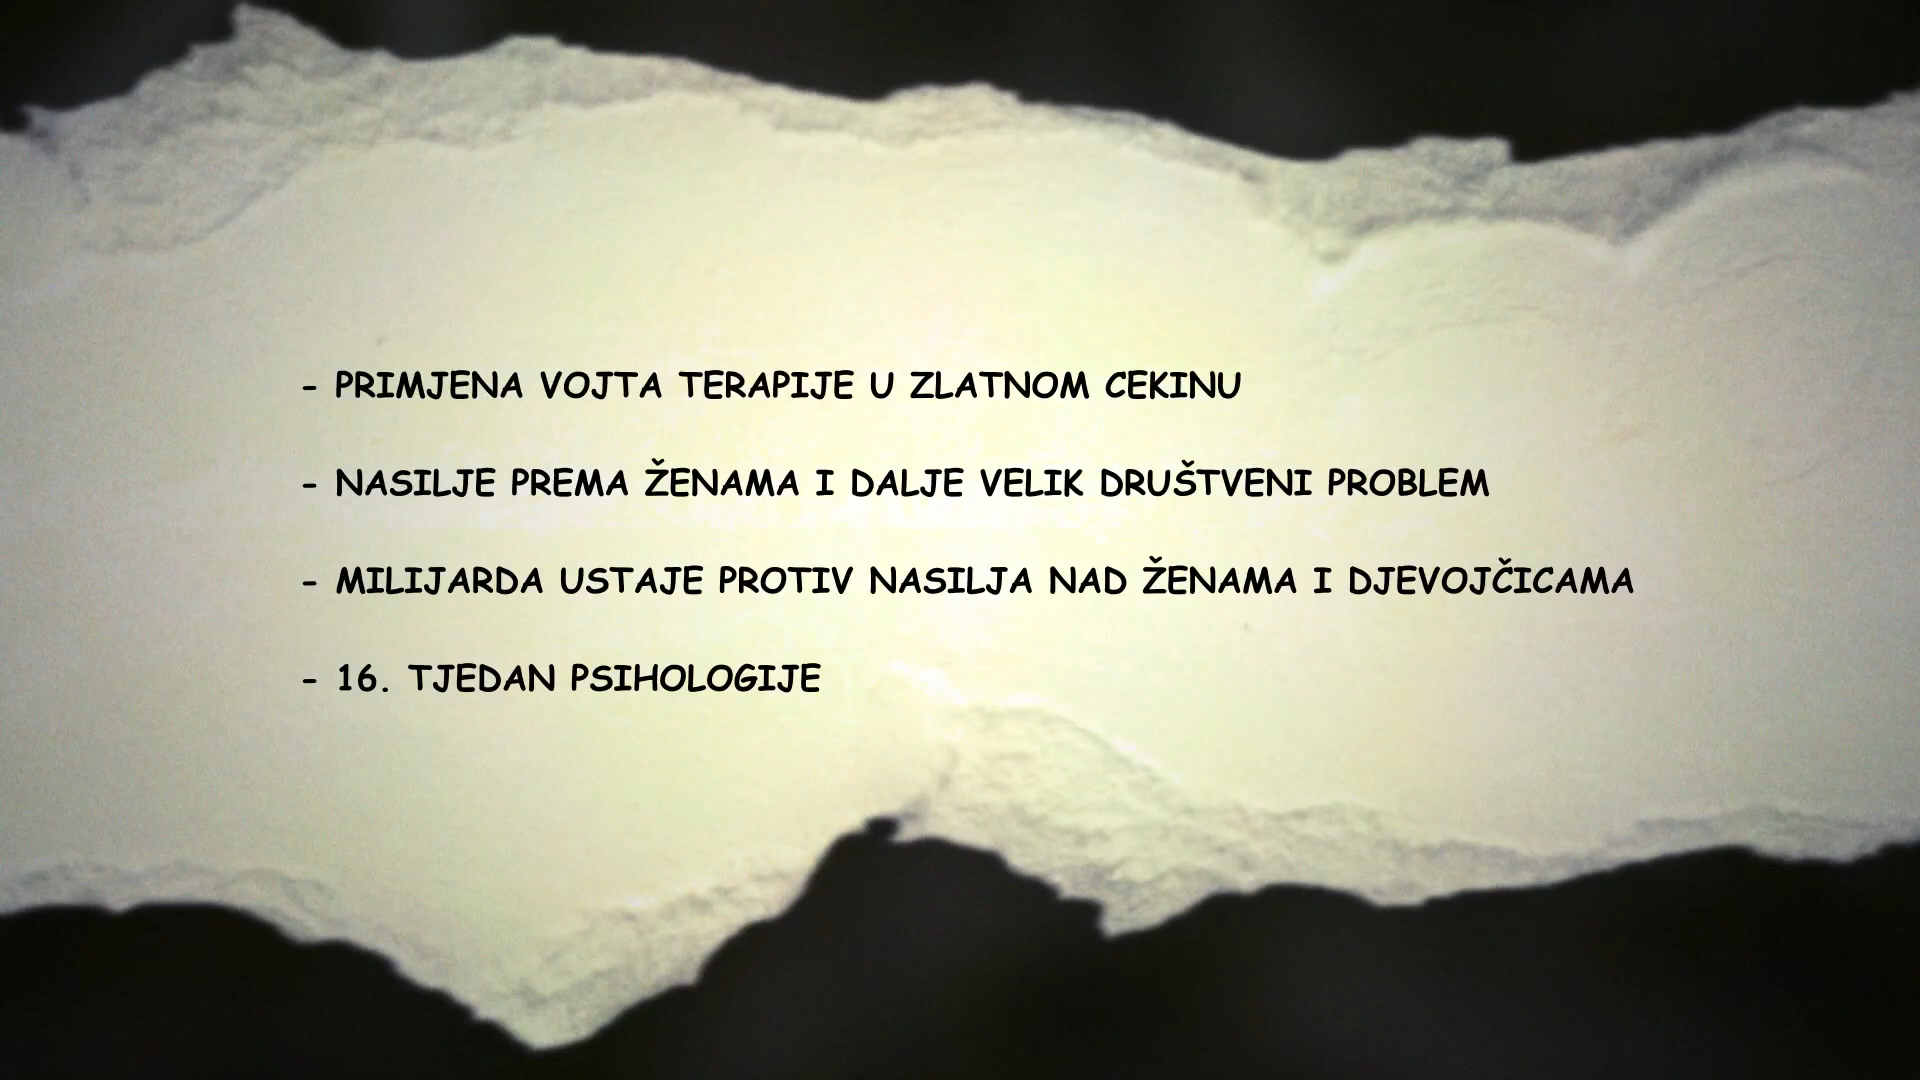 - PRIMJENA VOJTA TERAPIJE U ZLATNOM CEKINU
- NASILJE PREMA ŽENAMA I DALJE VELIK DRUŠTVENI PROBLEM
- MILIJARDA USTAJE PROTIV NASILJA NAD ŽENAMA I DJEVOJČICAMA
- 16. TJEDAN PSIHOLOGIJE